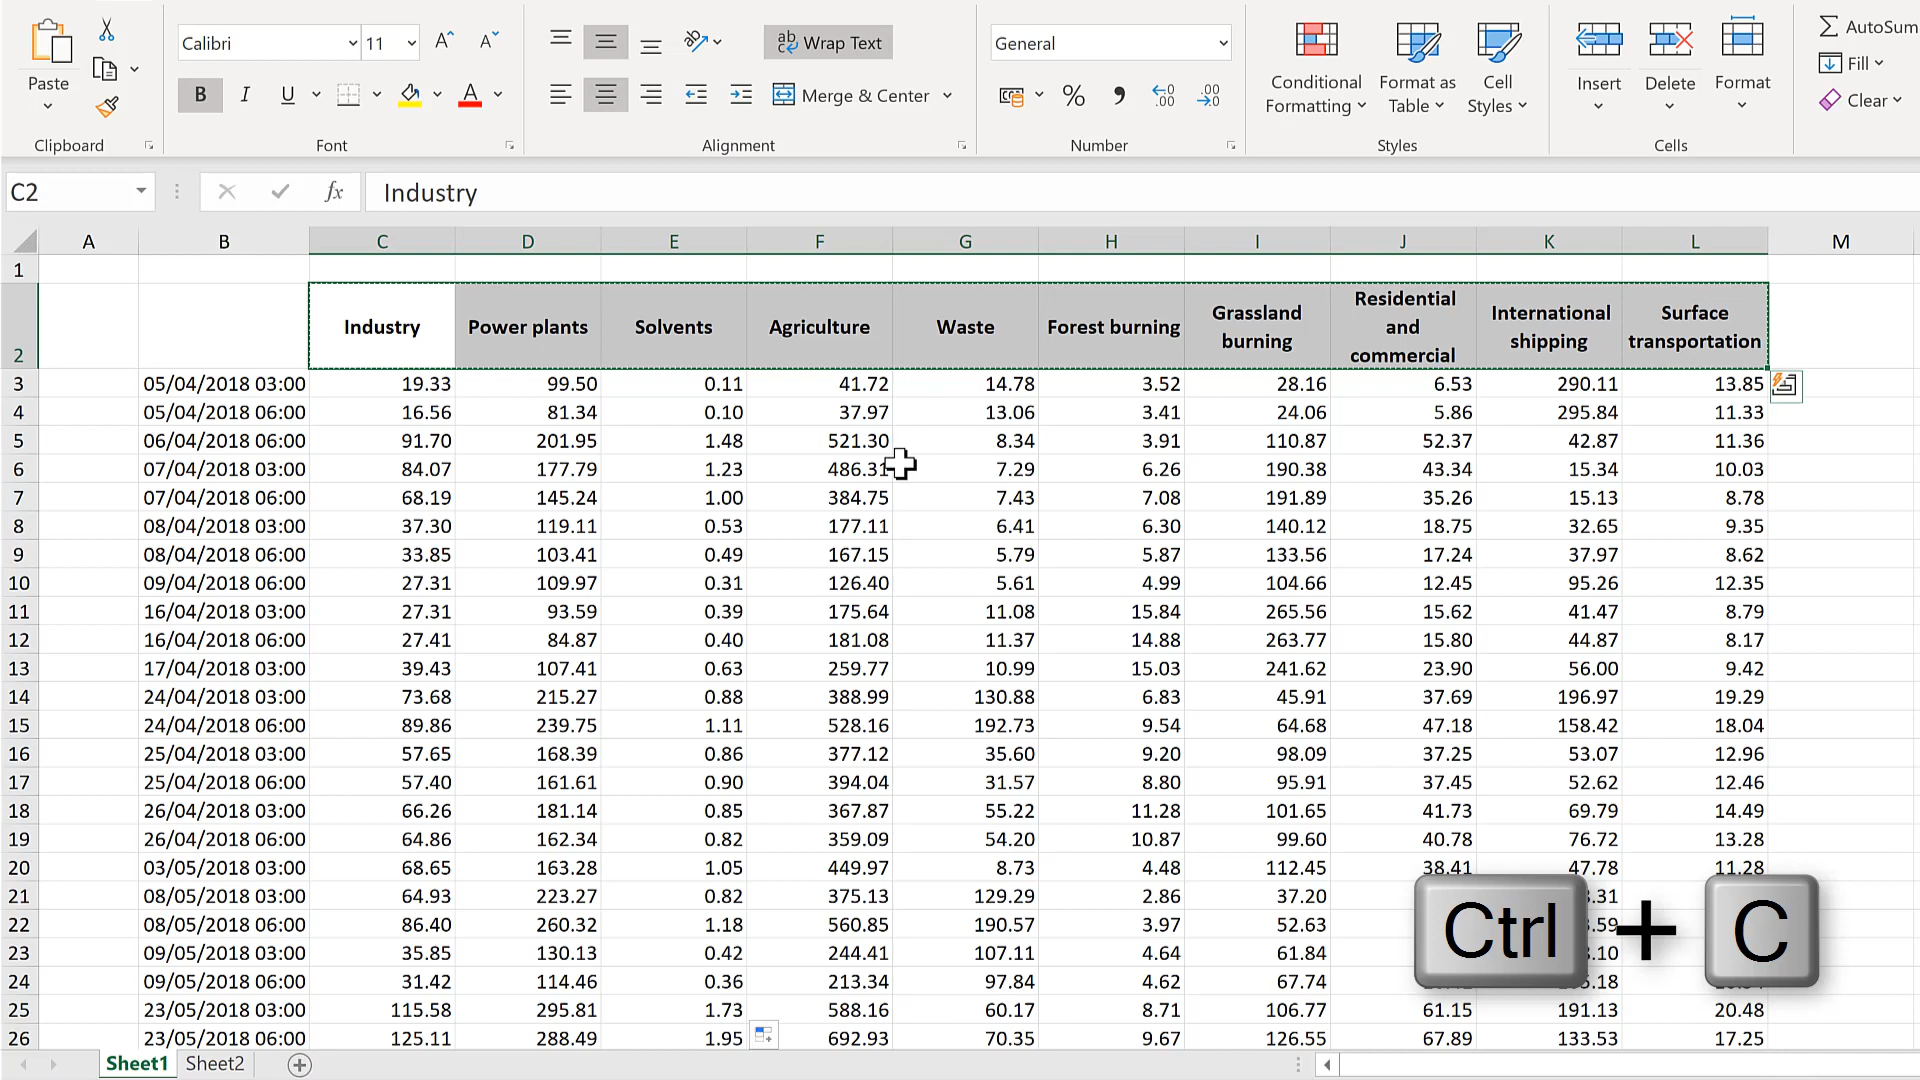 Paste
Calibri 11 A^ Aˇ
B I U A
ab Wrap Text
Merge & Center
General
% 9 ←0 .00 .00 →0
Conditional Formatting
Format as Table
Cell Styles
Insert
Delete
Format
Σ AutoSum
Fill
Clear
Clipboard Font Alignment Number Styles Cells
C2 fx Industry
A B C D E F G H I J K L M
1
2 Industry Power plants Solvents Agriculture Waste Forest burning Grassland burning Residential and commercial International shipping Surface transportation
3 05/04/2018 03:00 19.33 99.50 0.11 41.72 14.78 3.52 28.16 6.53 290.11 13.85
4 05/04/2018 06:00 16.56 81.34 0.10 37.97 13.06 3.41 24.06 5.86 295.84 11.33
5 06/04/2018 06:00 91.70 201.95 1.48 521.30 8.34 3.91 110.87 52.37 42.87 11.36
6 07/04/2018 03:00 84.07 177.79 1.23 486.31 7.29 6.26 190.38 43.34 15.34 10.03
7 07/04/2018 06:00 68.19 145.24 1.00 384.75 7.43 7.08 191.89 35.26 15.13 8.78
8 08/04/2018 03:00 37.30 119.11 0.53 177.11 6.41 6.30 140.12 18.75 32.65 9.35
9 08/04/2018 06:00 33.85 103.41 0.49 167.15 5.79 5.87 133.56 17.24 37.97 8.62
10 09/04/2018 06:00 27.31 109.97 0.31 126.40 5.61 4.99 104.66 12.45 95.26 12.35
11 16/04/2018 03:00 27.31 93.59 0.39 175.64 11.08 15.84 265.56 15.62 41.47 8.79
12 16/04/2018 06:00 27.41 84.87 0.40 181.08 11.37 14.88 263.77 15.80 44.87 8.17
13 17/04/2018 03:00 39.43 107.41 0.63 259.77 10.99 15.03 241.62 23.90 56.00 9.42
14 24/04/2018 03:00 73.68 215.27 0.88 388.99 130.88 6.83 45.91 37.69 196.97 19.29
15 24/04/2018 06:00 89.86 239.75 1.11 528.16 192.73 9.54 64.68 47.18 158.42 18.04
16 25/04/2018 03:00 57.65 168.39 0.86 377.12 35.60 9.20 98.09 37.25 53.07 12.96
17 25/04/2018 06:00 57.40 161.61 0.90 394.04 31.57 8.80 95.91 37.45 52.62 12.46
18 26/04/2018 03:00 66.26 181.14 0.85 367.87 55.22 11.28 101.65 41.73 69.79 14.49
19 26/04/2018 06:00 64.86 162.34 0.82 359.09 54.20 10.87 99.60 40.78 76.72 13.28
20 03/05/2018 03:00 68.65 163.28 1.05 449.97 8.73 4.48 112.45 38.41 47.78 11.28
21 08/05/2018 03:00 64.93 223.27 0.82 375.13 129.29 2.86 37.20
22 08/05/2018 06:00 86.40 260.32 1.18 560.85 190.57 3.97 52.63
23 09/05/2018 03:00 35.85 130.13 0.42 244.41 107.11 4.64 61.84
24 09/05/2018 06:00 31.42 114.46 0.36 213.34 97.84 4.62 67.74
25 23/05/2018 03:00 115.58 295.81 1.73 588.16 60.17 8.71 106.77 61.15 191.13 20.48
26 23/05/2018 06:00 125.11 288.49 1.95 692.93 70.35 9.67 126.55 67.89 133.53 17.25
Ctrl + C
Sheet1 Sheet2